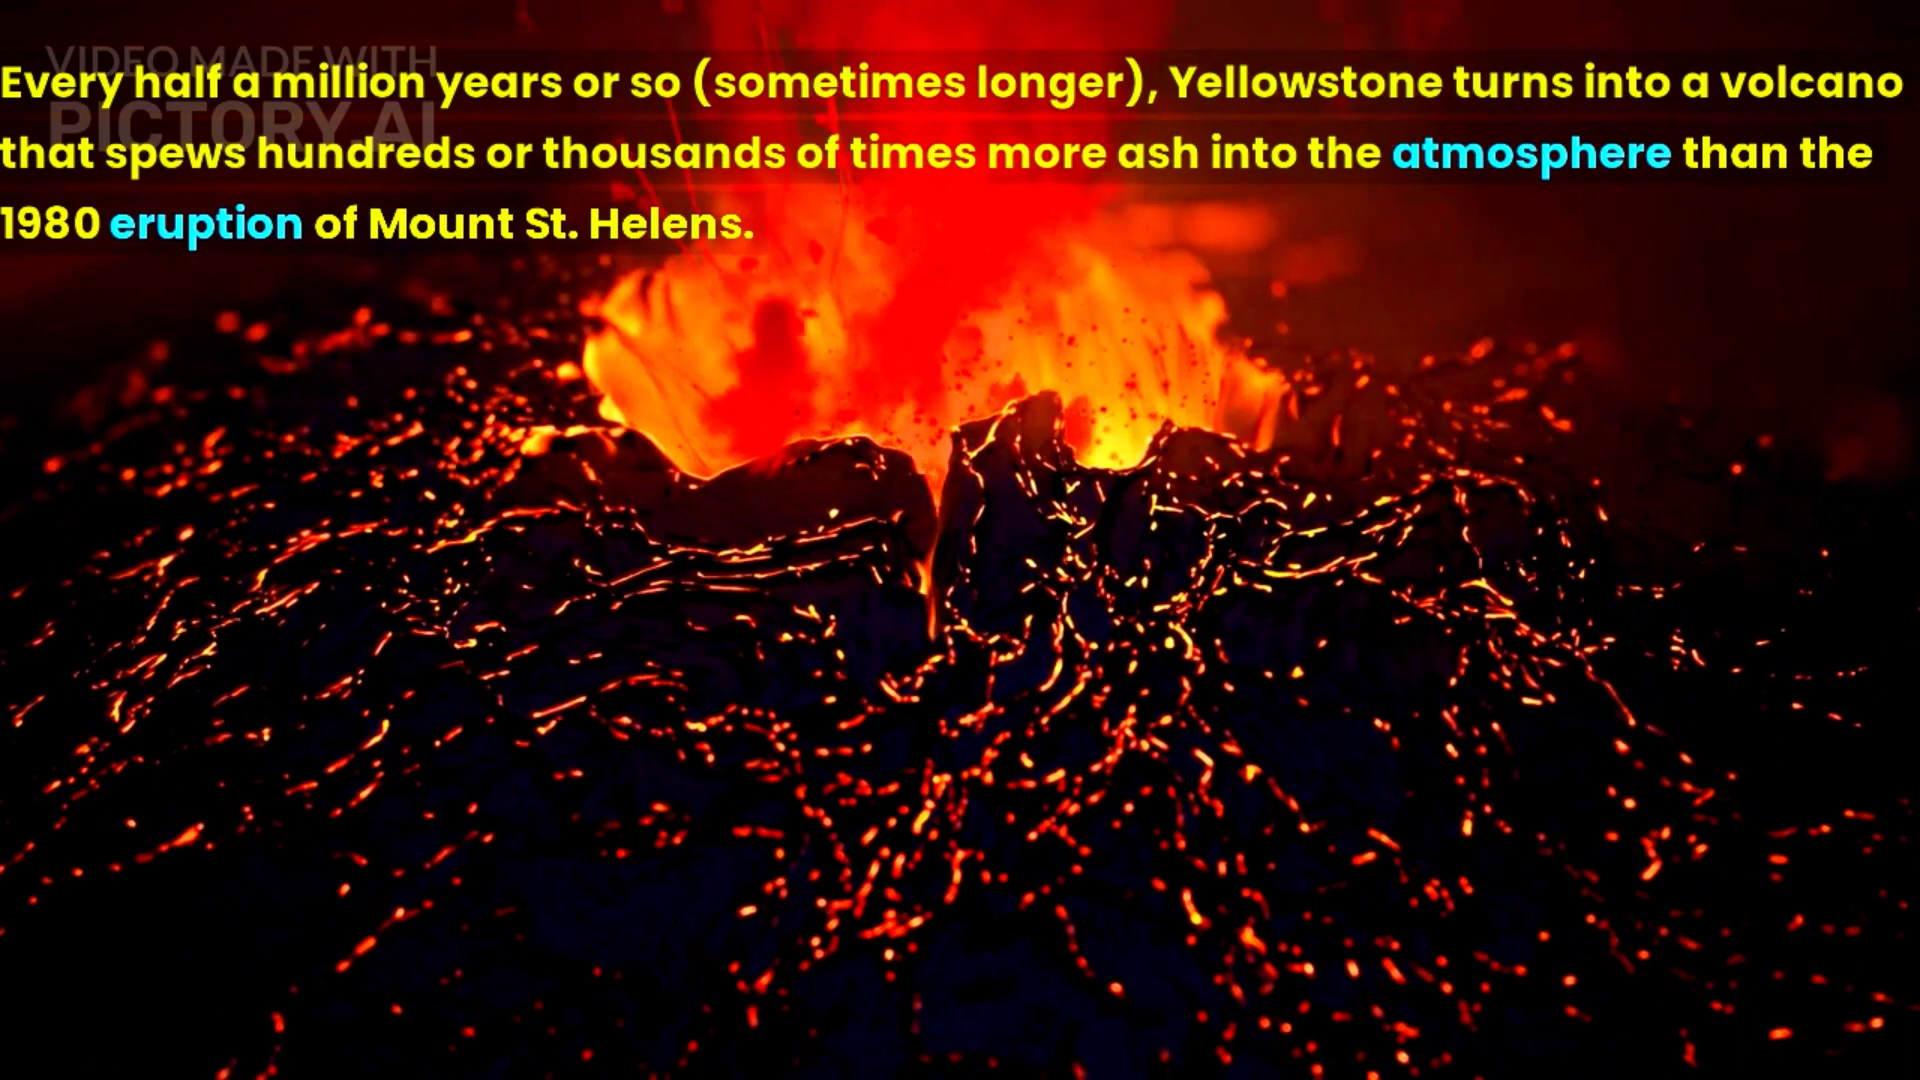 VIDEO MADE WITH
PICTORY.AI
Every half a million years or so (sometimes longer), Yellowstone turns into a volcano
that spews hundreds or thousands of times more ash into the atmosphere than the
1980 eruption of Mount St. Helens.